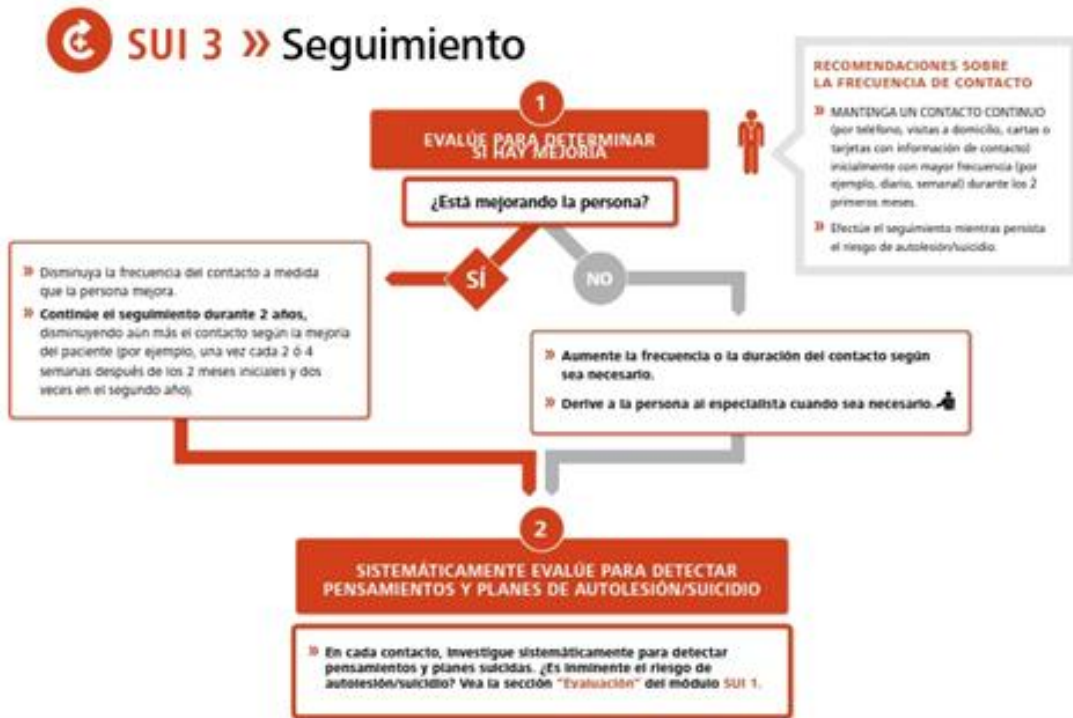 SUI 3 » Seguimiento
1
EVALÚE PARA DETERMINAR
SI HAY MEJORÍA
¿Está mejorando la persona?
RECOMENDACIONES SOBRE
LA FRECUENCIA DE CONTACTO
» MANTENGA UN CONTACTO CONTINUO
(por teléfono, visitas a domicilio, cartas o
tarjetas con información de contacto)
inicialmente con mayor frecuencia (por
ejemplo, diario, semanal) durante los 2
primeros meses.
» Efectúe el seguimiento mientras persista
el riesgo de autolesión/suicidio.
SÍ
NO
» Disminuya la frecuencia del contacto a medida
que la persona mejora.
» Continúe el seguimiento durante 2 años,
disminuyendo aún más el contacto según la mejoría
del paciente (por ejemplo, una vez cada 2 ó 4
semanas después de los 2 meses iniciales y dos
veces en el segundo año).
» Aumente la frecuencia o la duración del contacto según
sea necesario.
» Derive a la persona al especialista cuando sea necesario.
2
SISTEMÁTICAMENTE EVALÚE PARA DETECTAR
PENSAMIENTOS Y PLANES DE AUTOLESIÓN/SUICIDIO
» En cada contacto, investigue sistemáticamente para detectar
pensamientos y planes suicidas. ¿Es inminente el riesgo de
autolesión/suicidio? Vea la sección "Evaluación" del módulo SUI 1.